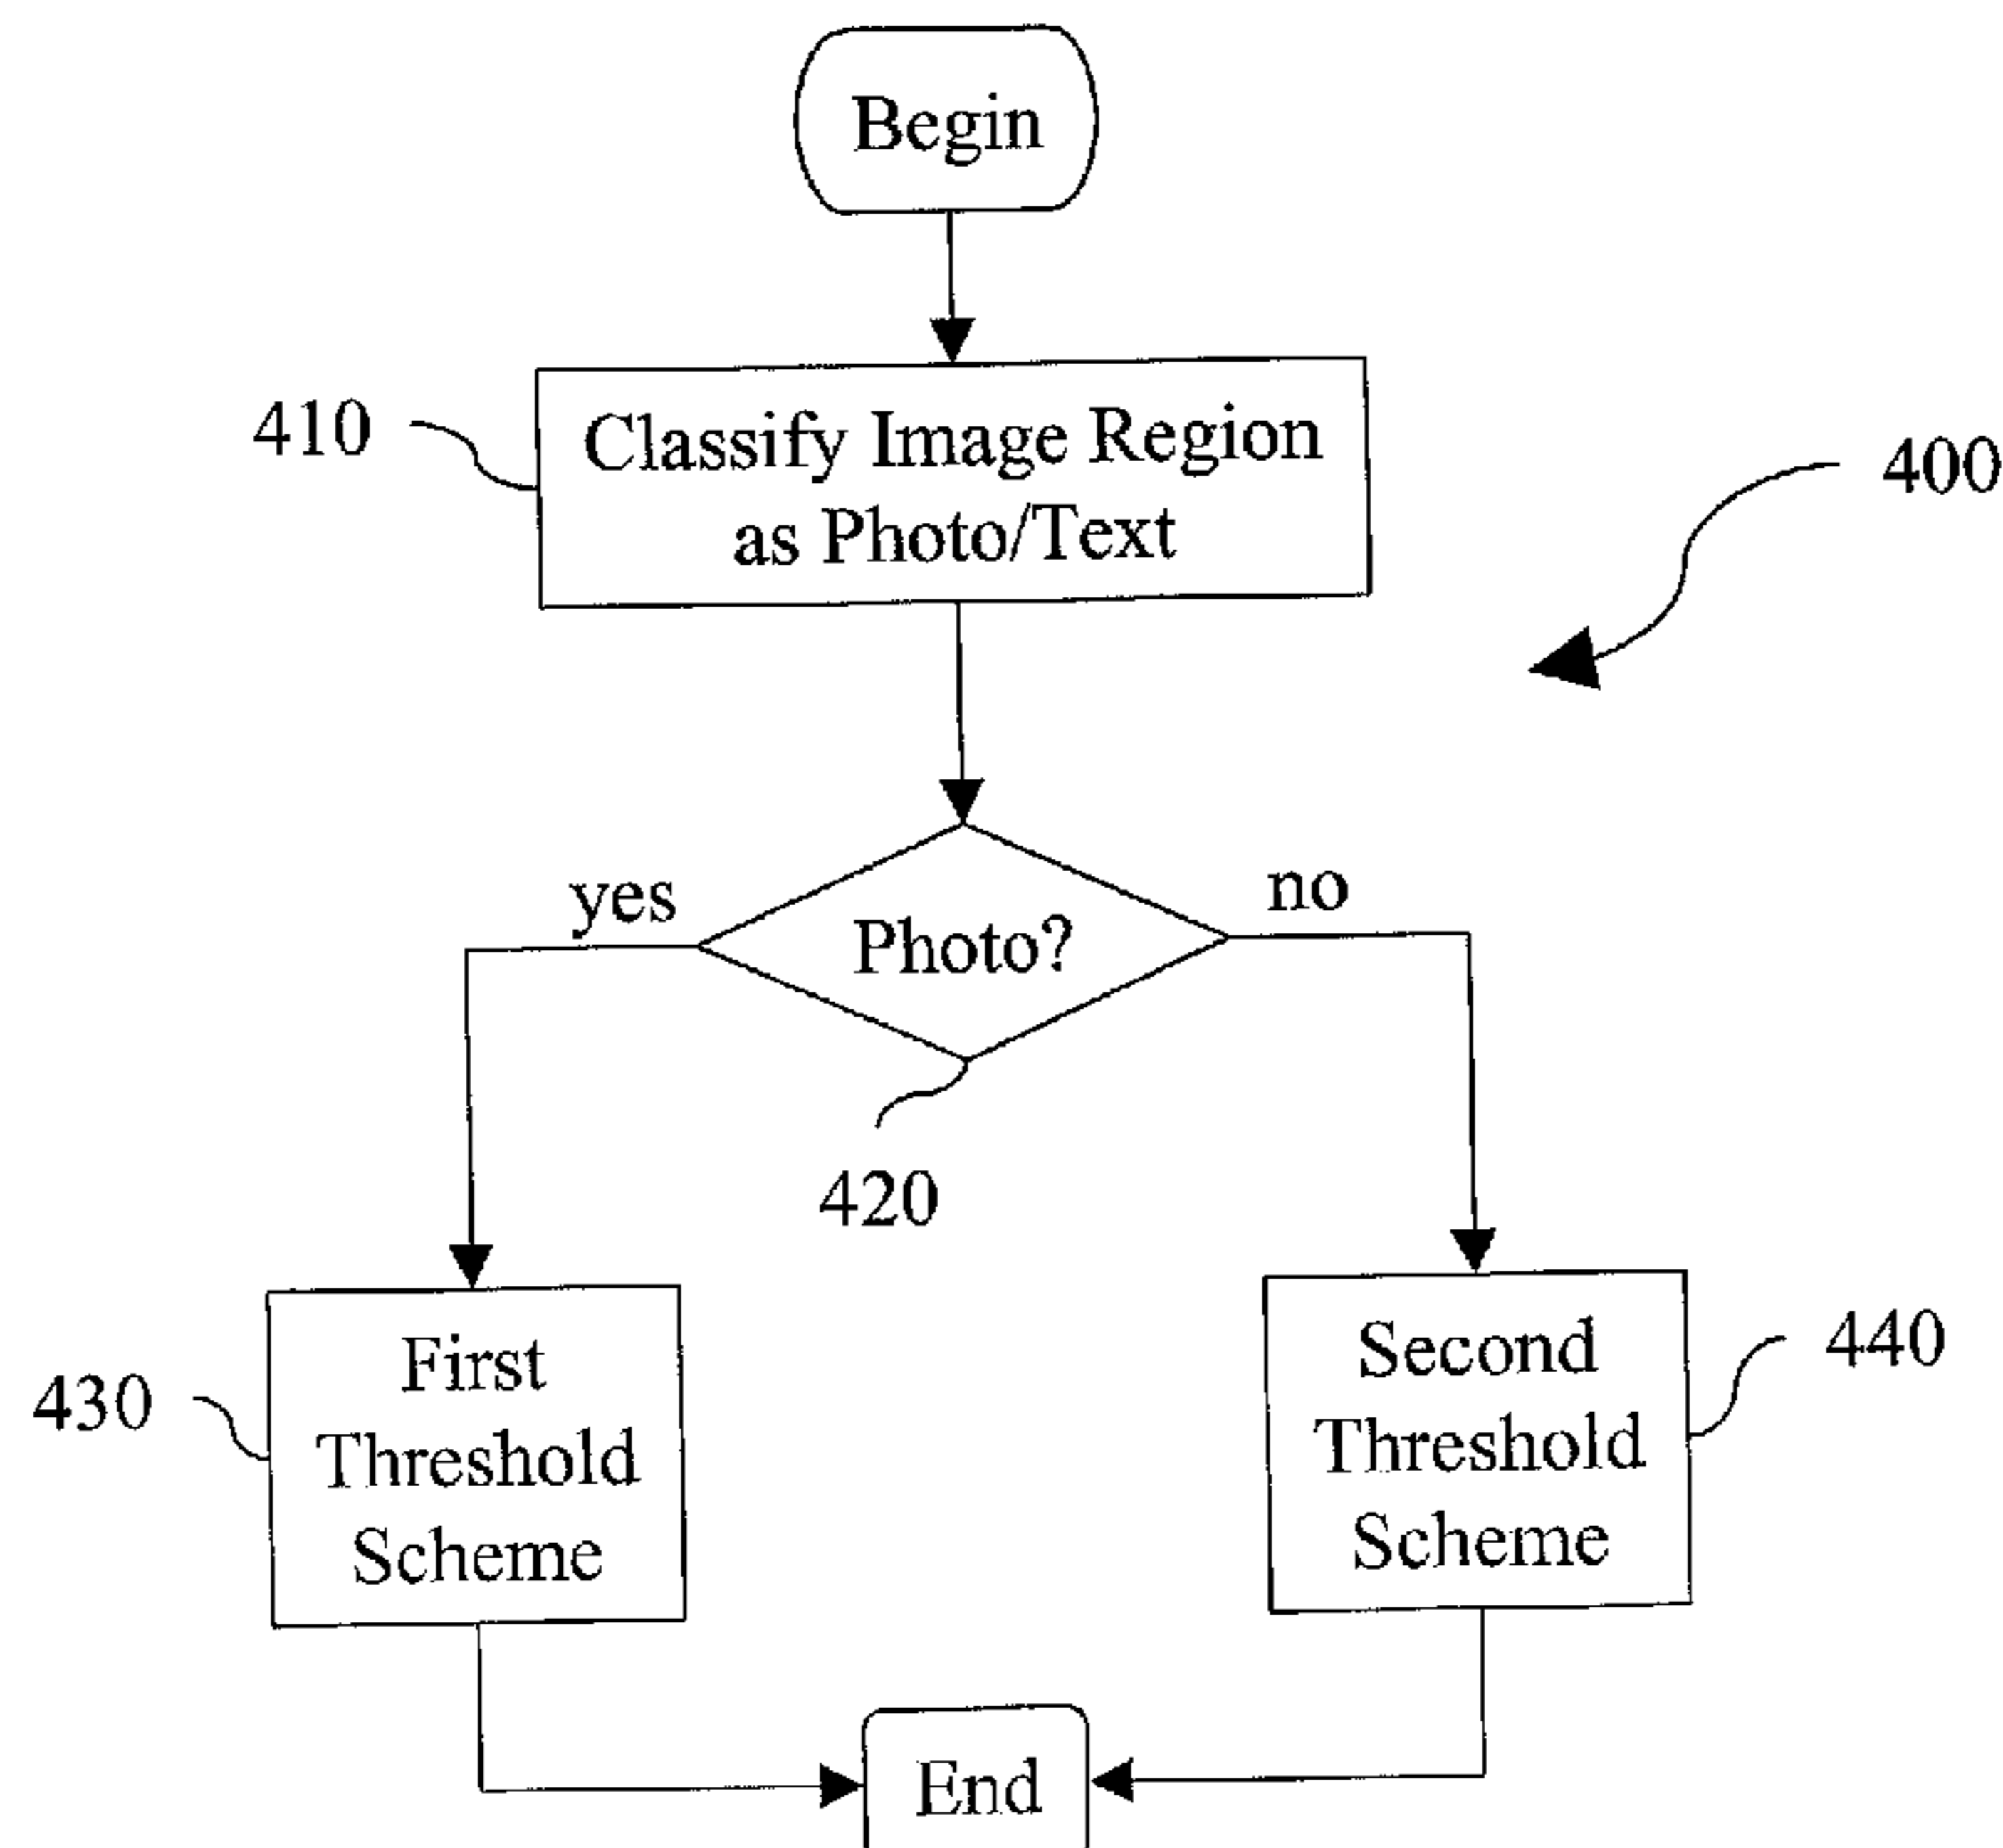 Begin
410
Classify Image Region
as Photo/Text
400
yes
Photo?
no
420
430
First
Threshold
Scheme
Second
Threshold
Scheme
440
End